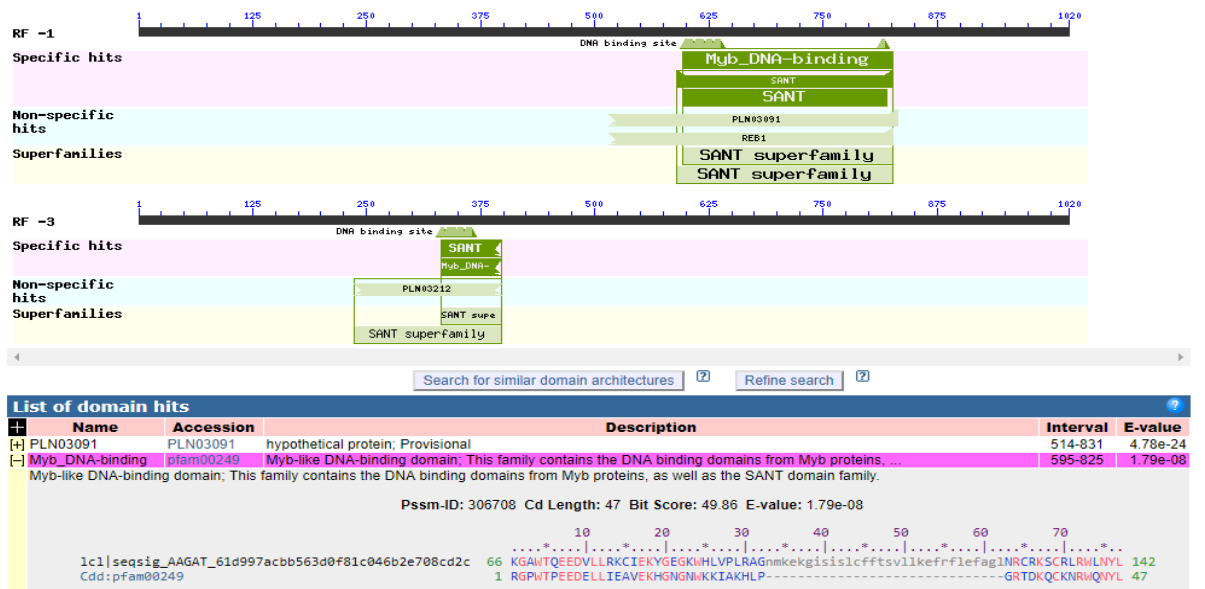 1 125 250 375 500 625 750 875 1020
RF -1
DNA binding site
Specific hits
Myb_DNA-binding
SANT
SANT
Non-specific
hits
PLN03091
REB1
Superfamilies
SANT superfamily
SANT superfamily
1 125 250 375 500 625 750 875 1020
RF -3
DNA binding site
Specific hits
SANT
Myb_DNA-
Non-specific
hits
PLN03212
Superfamilies
SANT supe
SANT superfamily
Search for similar domain architectures ? Refine search ?
List of domain hits ?
+ Name Accession Description Interval E-value
[+] PLN03091 PLN03091 hypothetical protein; Provisional 514-831 4.78e-24
[–] Myb_DNA-binding pfam00249 Myb-like DNA-binding domain; This family contains the DNA binding domains from Myb proteins, ... 595-825 1.79e-08
Myb-like DNA-binding domain; This family contains the DNA binding domains from Myb proteins, as well as the SANT domain family.
Pssm-ID: 306708 Cd Length: 47 Bit Score: 49.86 E-value: 1.79e-08
10 20 30 40 50 60 70
....*....|....*....|....*....|....*....|....*....|....*....|....*....|....*..
lcl|seqsig_AAGAT_61d997acbb563d0f81c046b2e708cd2c 66 KGAWTQEEDVLLRKCIEKYGEGKWHLVPLRAGnmkekgisislcfftsvllkefrflefaglNRCRKSCRLRWLNYL 142
Cdd:pfam00249 1 RGPWTPEEDELLIEAVEKHGNGNWKKIAKHLP------------------------------GRTDKQCKNRWQNYL 47